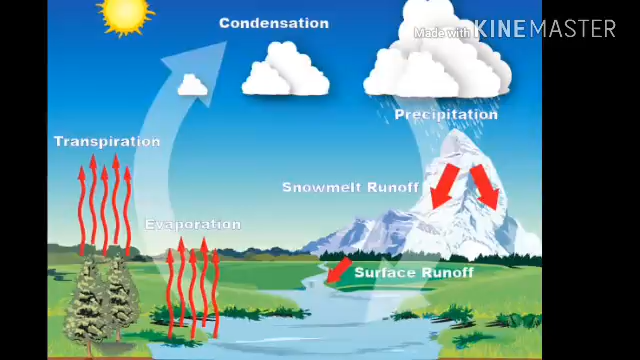 Condensation
Made with KINEMASTER
Precipitation
Transpiration
Snowmelt Runoff
Evaporation
Surface Runoff